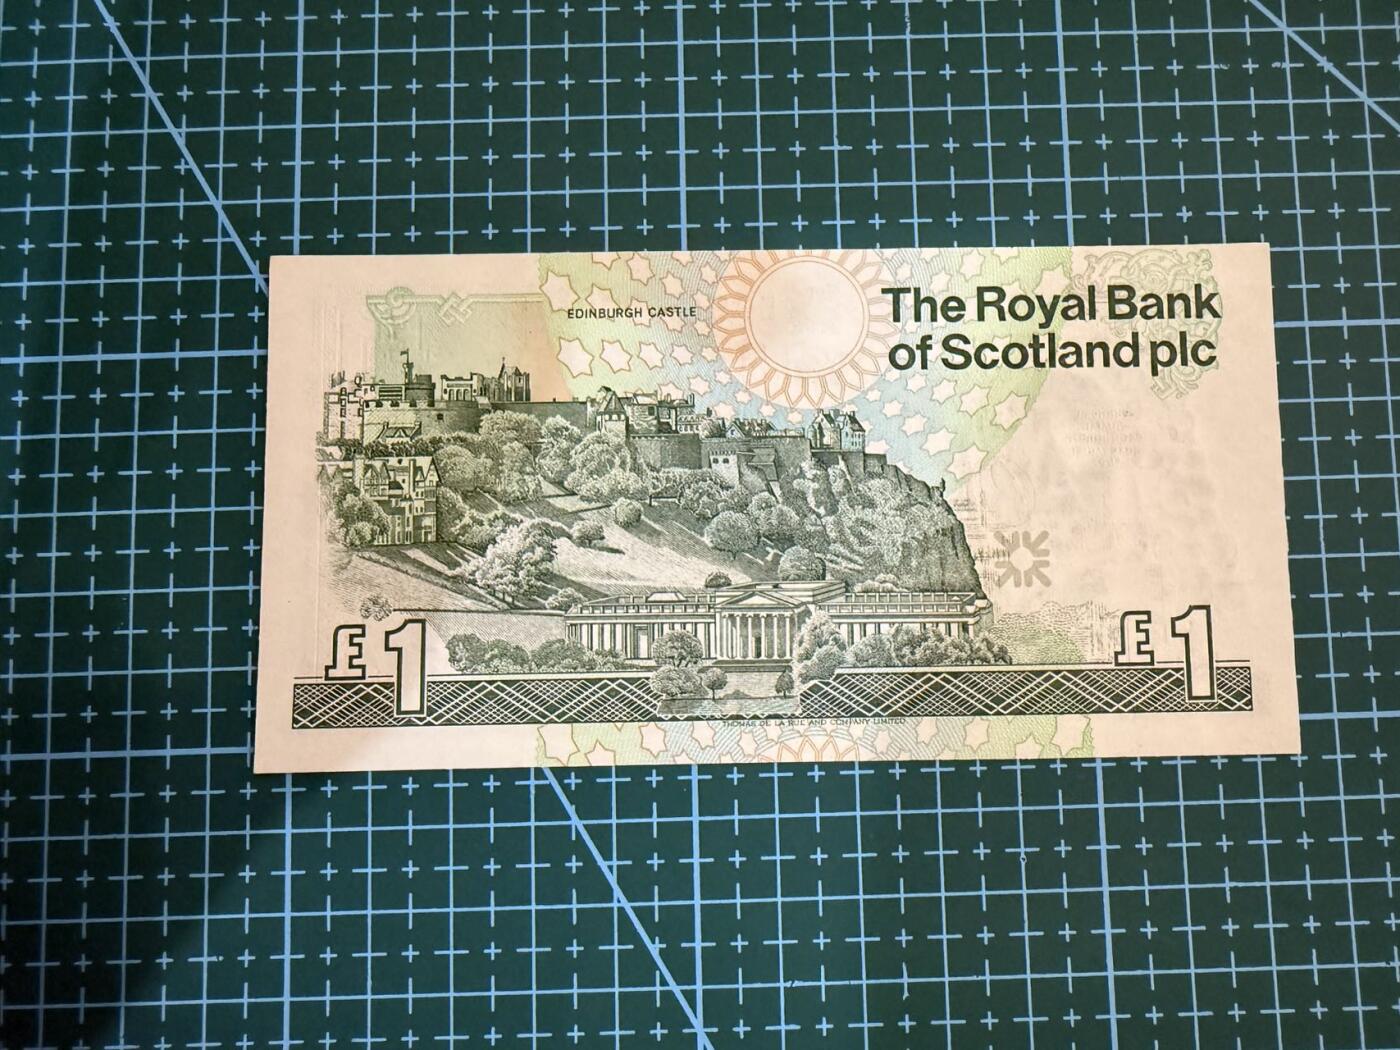 EDINBURGH CASTLE
The Royal Bank
of Scotland plc
£1
£1
THOMAS DE LA RUE AND COMPANY LIMITED